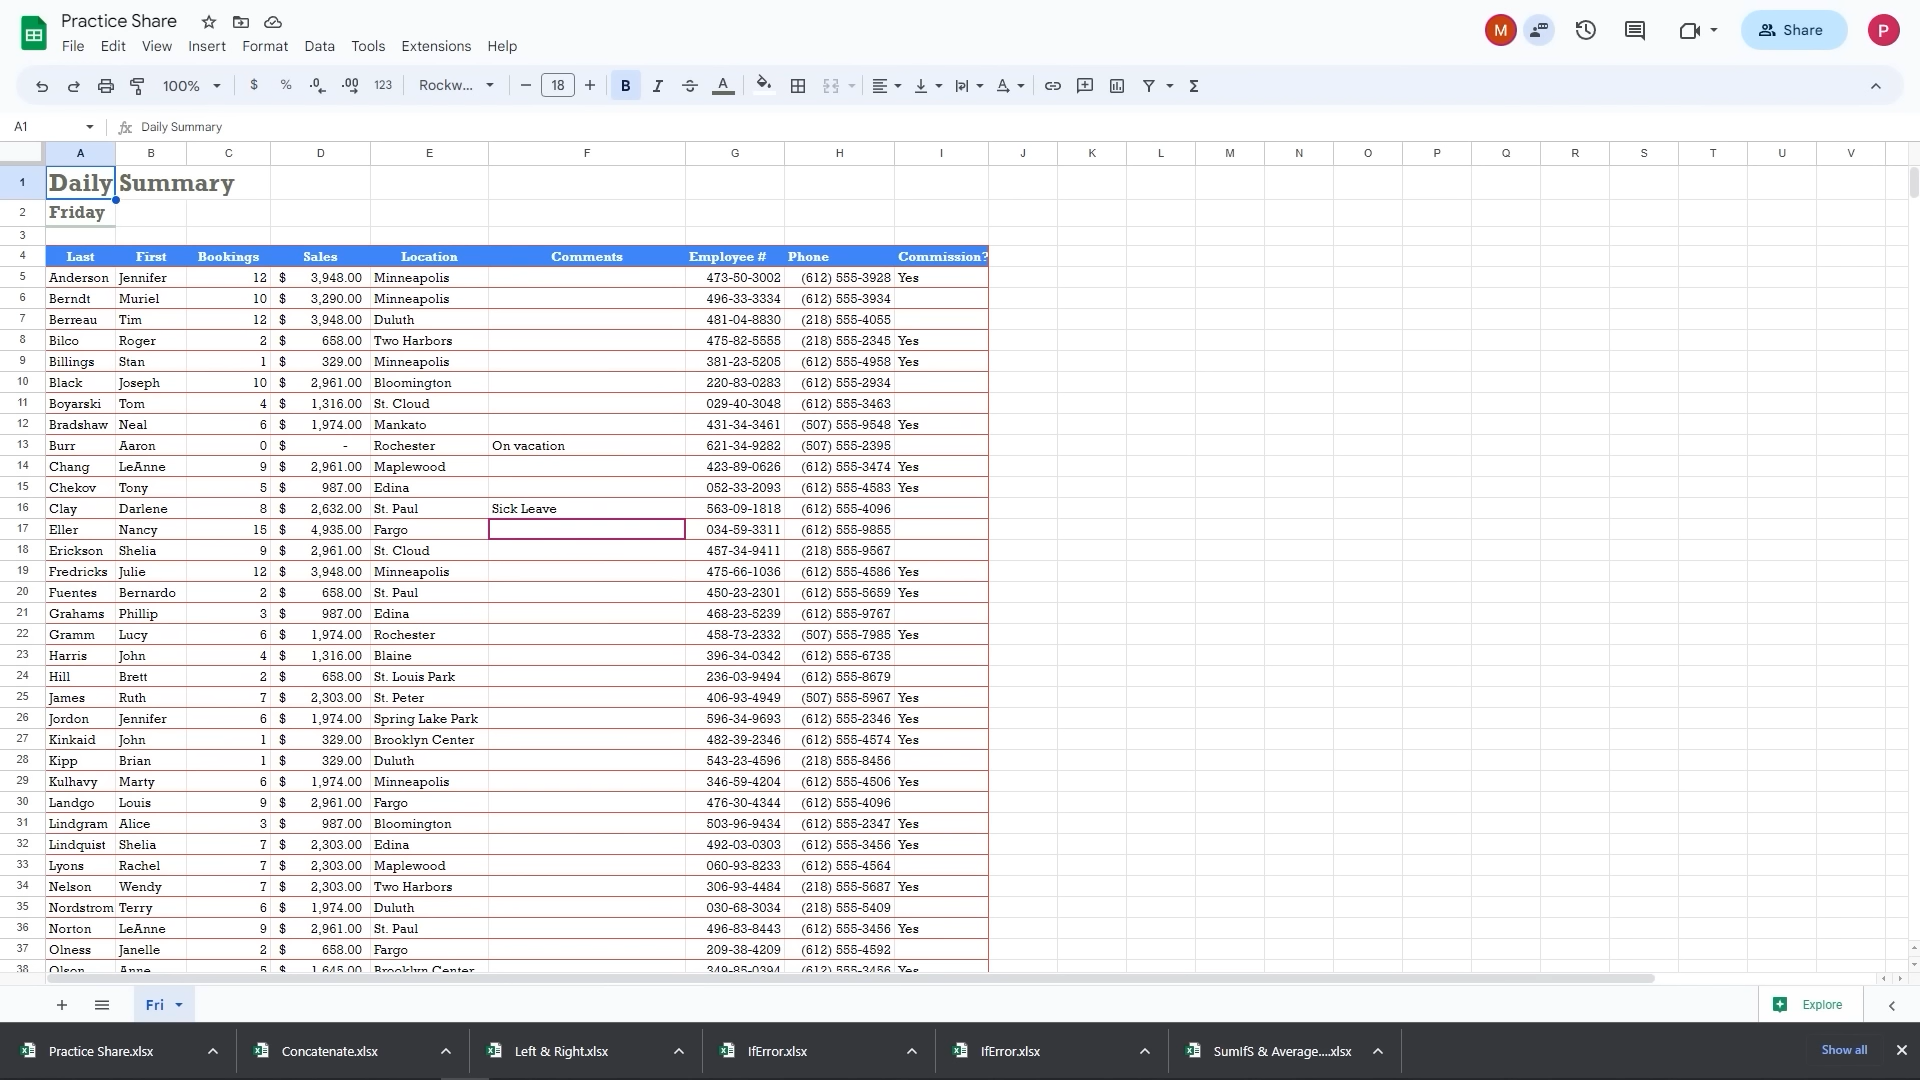 Practice Share
M
Share
P
File Edit View Insert Format Data Tools Extensions Help
100% $ % .0 .00 123 Rockw... 18 B I A Σ
A1 fx Daily Summary
A B C D E F G H I J K L M N O P Q R S T U V
1 Daily Summary
2 Friday
3
4 Last First Bookings Sales Location Comments Employee # Phone Commission?
5 Anderson Jennifer 12 $ 3,948.00 Minneapolis 473-50-3002 (612) 555-3928 Yes
6 Berndt Muriel 10 $ 3,290.00 Minneapolis 496-33-3334 (612) 555-3934
7 Berreau Tim 12 $ 3,948.00 Duluth 481-04-8830 (218) 555-4055
8 Bilco Roger 2 $ 658.00 Two Harbors 475-82-5555 (218) 555-2345 Yes
9 Billings Stan 1 $ 329.00 Minneapolis 381-23-5205 (612) 555-4958 Yes
10 Black Joseph 10 $ 2,961.00 Bloomington 220-83-0283 (612) 555-2934
11 Boyarski Tom 4 $ 1,316.00 St. Cloud 029-40-3048 (612) 555-3463
12 Bradshaw Neal 6 $ 1,974.00 Mankato 431-34-3461 (507) 555-9548 Yes
13 Burr Aaron 0 $ - Rochester On vacation 621-34-9282 (507) 555-2395
14 Chang LeAnne 9 $ 2,961.00 Maplewood 423-89-0626 (612) 555-3474 Yes
15 Chekov Tony 5 $ 987.00 Edina 052-33-2093 (612) 555-4583 Yes
16 Clay Darlene 8 $ 2,632.00 St. Paul Sick Leave 563-09-1818 (612) 555-4096
17 Eller Nancy 15 $ 4,935.00 Fargo 034-59-3311 (612) 555-9855
18 Erickson Shelia 9 $ 2,961.00 St. Cloud 457-34-9411 (218) 555-9567
19 Fredricks Julie 12 $ 3,948.00 Minneapolis 475-66-1036 (612) 555-4586 Yes
20 Fuentes Bernardo 2 $ 658.00 St. Paul 450-23-2301 (612) 555-5659 Yes
21 Grahams Phillip 3 $ 987.00 Edina 468-23-5239 (612) 555-9767
22 Gramm Lucy 6 $ 1,974.00 Rochester 458-73-2332 (507) 555-7985 Yes
23 Harris John 4 $ 1,316.00 Blaine 396-34-0342 (612) 555-6735
24 Hill Brett 2 $ 658.00 St. Louis Park 236-03-9494 (612) 555-8679
25 James Ruth 7 $ 2,303.00 St. Peter 406-93-4949 (507) 555-5967 Yes
26 Jordon Jennifer 6 $ 1,974.00 Spring Lake Park 596-34-9693 (612) 555-2346 Yes
27 Kinkaid John 1 $ 329.00 Brooklyn Center 482-39-2346 (612) 555-4574 Yes
28 Kipp Brian 1 $ 329.00 Duluth 543-23-4596 (218) 555-8456
29 Kulhavy Marty 6 $ 1,974.00 Minneapolis 346-59-4204 (612) 555-4506 Yes
30 Landgo Louis 9 $ 2,961.00 Fargo 476-30-4344 (612) 555-4096
31 Lindgram Alice 3 $ 987.00 Bloomington 503-96-9434 (612) 555-2347 Yes
32 Lindquist Shelia 7 $ 2,303.00 Edina 492-03-0303 (612) 555-3456 Yes
33 Lyons Rachel 7 $ 2,303.00 Maplewood 060-93-8233 (612) 555-4564
34 Nelson Wendy 7 $ 2,303.00 Two Harbors 306-93-4484 (218) 555-5687 Yes
35 Nordstrom Terry 6 $ 1,974.00 Duluth 030-68-3034 (218) 555-5409
36 Norton LeAnne 9 $ 2,961.00 St. Paul 496-83-8443 (612) 555-3456 Yes
37 Olness Janelle 2 $ 658.00 Fargo 209-38-4209 (612) 555-4592
38 Olson Anne 5 $ 1,645.00 Brooklyn Center 349-85-0394 (612) 555-3456 Yes
Fri Explore
Practice Share.xlsx Concatenate.xlsx Left & Right.xlsx IfError.xlsx IfError.xlsx SumIfS & Average....xlsx Show all